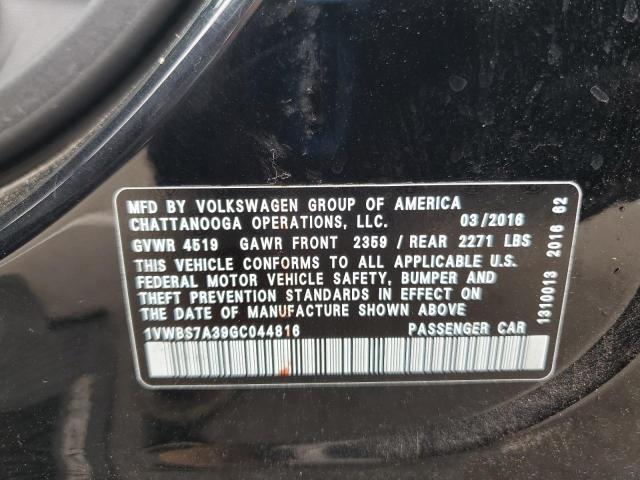 MFD BY VOLKSWAGEN GROUP OF AMERICA
CHATTANOOGA OPERATIONS, LLC. 03/2016
GVWR 4519 GAWR FRONT 2359 / REAR 2271 LBS
THIS VEHICLE CONFORMS TO ALL APPLICABLE U.S.
FEDERAL MOTOR VEHICLE SAFETY, BUMPER AND
THEFT PREVENTION STANDARDS IN EFFECT ON
THE DATE OF MANUFACTURE SHOWN ABOVE
1VWBS7A39GC044816 PASSENGER CAR
1310013 2016 62